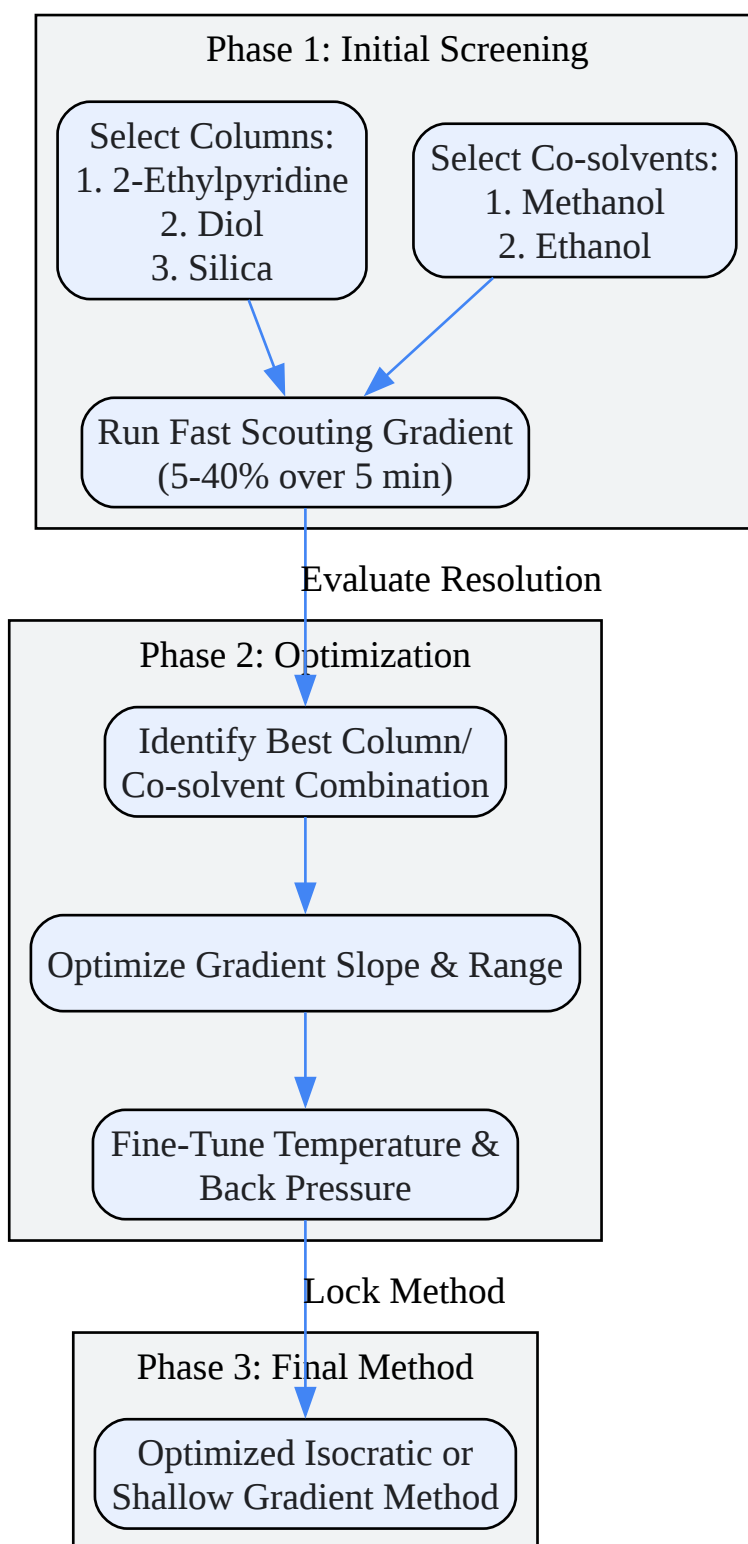 Phase 1: Initial Screening
Select Columns:
1. 2-Ethylpyridine
2. Diol
3. Silica
Select Co-solvents:
1. Methanol
2. Ethanol
Run Fast Scouting Gradient
(5-40% over 5 min)
Evaluate Resolution
Phase 2: Optimization
Identify Best Column/
Co-solvent Combination
Optimize Gradient Slope & Range
Fine-Tune Temperature &
Back Pressure
Lock Method
Phase 3: Final Method
Optimized Isocratic or
Shallow Gradient Method